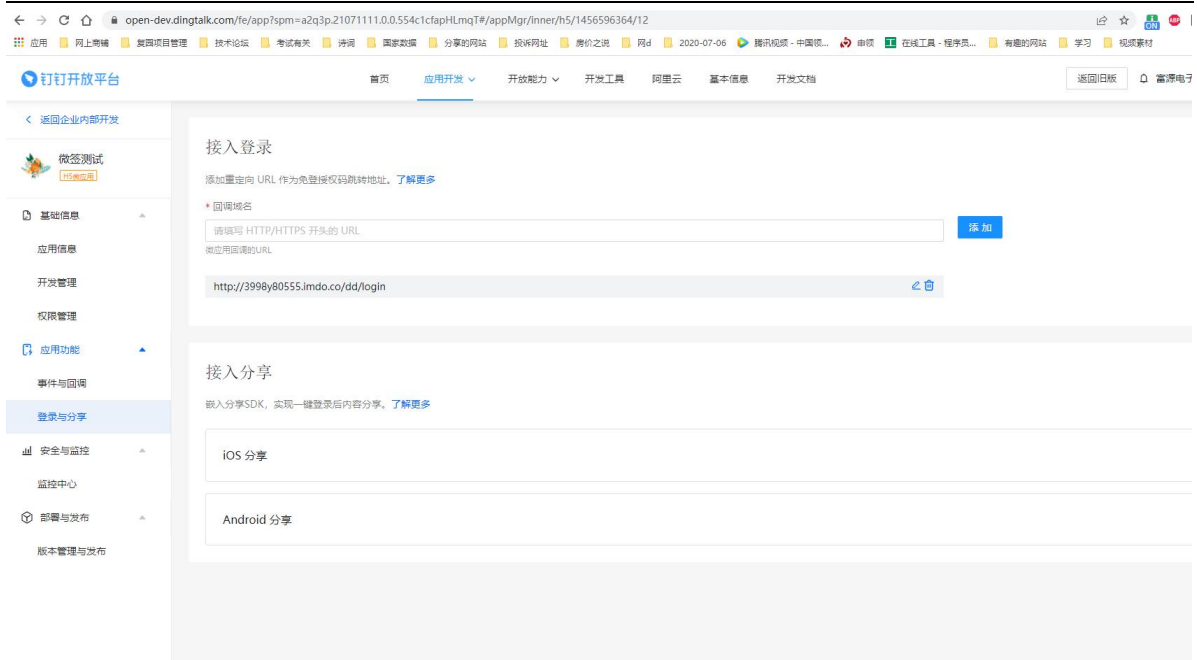 open-dev.dingtalk.com/fe/app?spm=a2q3p.21071111.0.0.554c1cfapHLmqT#/appMgr/inner/h5/1456596364/12
ON
ABP
应用 网上商铺 复园项目管理 技术论坛 考试有关 诗词 国家数据 分享的网站 投诉网址 房价之说 网d 2020-07-06 腾讯视频 - 中国领... 申领 在线工具 - 程序员... 有趣的网站 学习 视频素材
钉钉开放平台 首页 应用开发 开放能力 开发工具 阿里云 基本信息 开发文档 返回旧版 富源电子
返回企业内部开发
微签测试
H5微应用
基础信息
应用信息
开发管理
权限管理
应用功能
事件与回调
登录与分享
安全与监控
监控中心
部署与发布
版本管理与发布
接入登录
添加重定向 URL 作为免登授权码跳转地址。了解更多
* 回调域名
请填写 HTTP/HTTPS 开头的 URL
添 加
微应用回调的URL
http://3998y80555.imdo.co/dd/login
接入分享
嵌入分享SDK，实现一键登录后内容分享。了解更多
iOS 分享
Android 分享